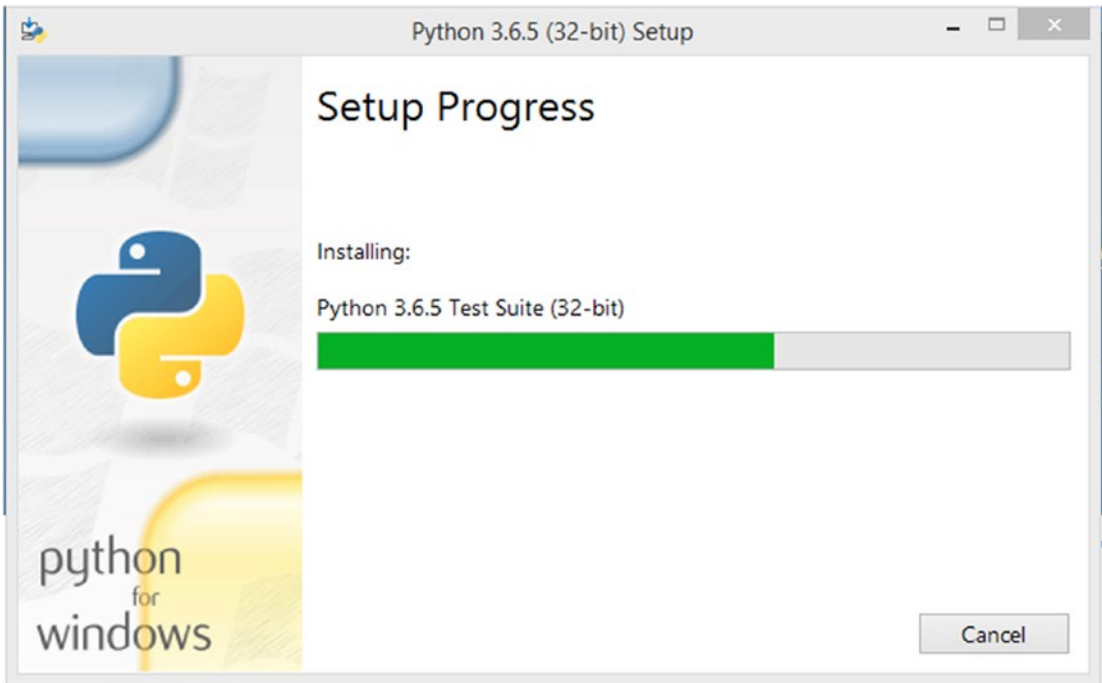 Python 3.6.5 (32-bit) Setup
Setup Progress
Installing:
Python 3.6.5 Test Suite (32-bit)
python
for
windows
Cancel